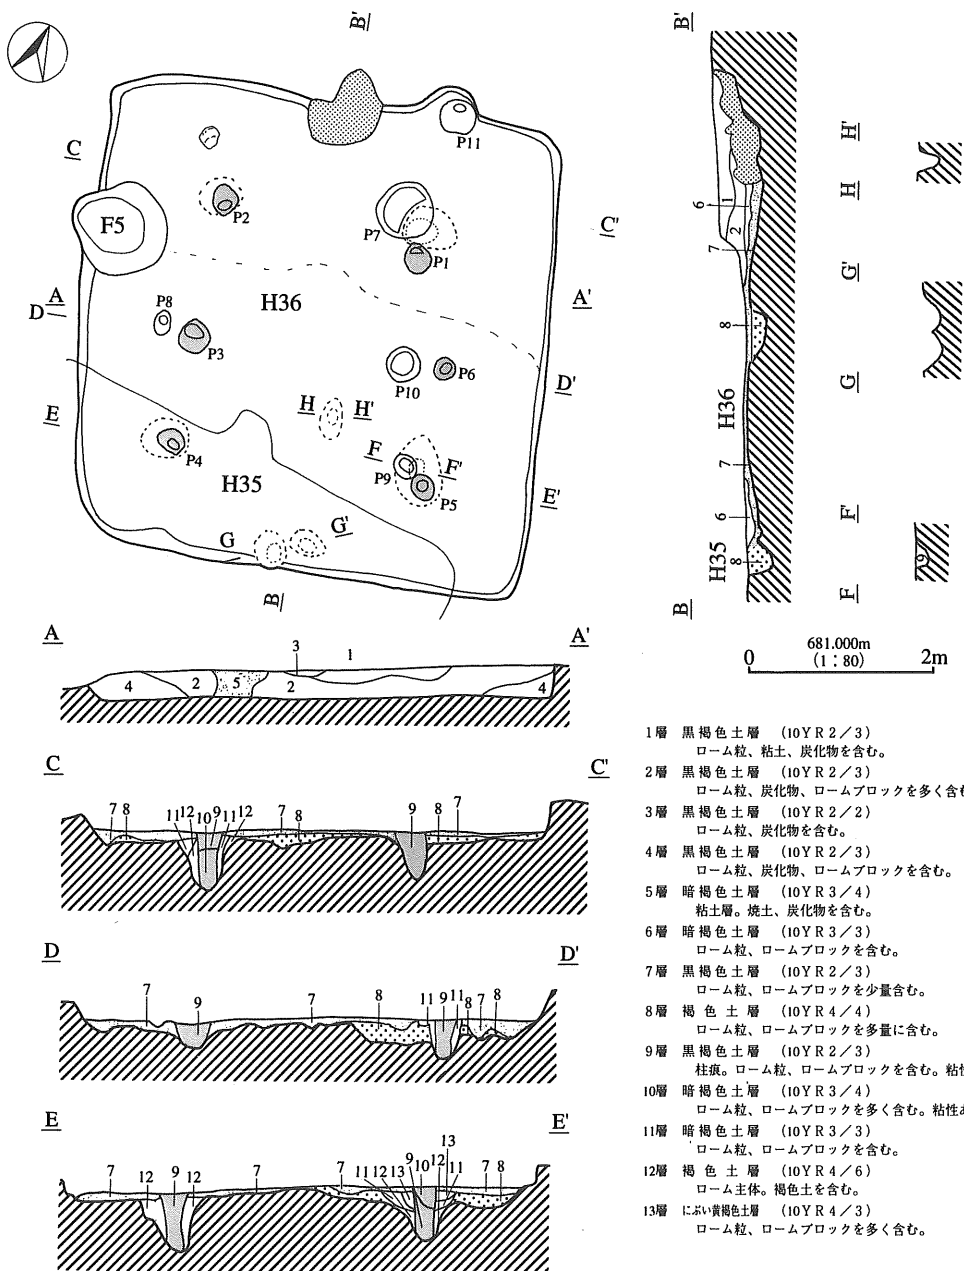 B'
C
P11
P2
F5
P7
P1
C'
A
D
P8
H36
A'
P3
P10
P6
D'
E
H H'
P4
F
P9
F'
P5
H35
E'
G
G'
B
B'
H'
H
6
1
2
7
G'
8
G
H36
7
6
F'
H35
8
9
F
B
681.000m
(1：80)
0 2m
A A'
3 1
4 2 5 2 4
C C'
7 8 11 12 10 9 11 12 7 8 9 8 7
D D'
7 9 7 8 11 9 11 8 7 8
E E'
7 12 9 12 7 7 11 12 13 9 10 12 13 11 7 8
1層 黒褐色土層 (10YR2／3)
ローム粒、粘土、炭化物を含む。
2層 黒褐色土層 (10YR2／3)
ローム粒、炭化物、ロームブロックを多く含む
3層 黒褐色土層 (10YR2／2)
ローム粒、炭化物を含む。
4層 黒褐色土層 (10YR2／3)
ローム粒、炭化物、ロームブロックを含む。
5層 暗褐色土層 (10YR3／4)
粘土層。焼土、炭化物を含む。
6層 暗褐色土層 (10YR3／3)
ローム粒、ロームブロックを含む。
7層 黒褐色土層 (10YR2／3)
ローム粒、ロームブロックを少量含む。
8層 褐色土層 (10YR4／4)
ローム粒、ロームブロックを多量に含む。
9層 黒褐色土層 (10YR2／3)
柱痕。ローム粒、ロームブロックを含む。粘性
10層 暗褐色土層 (10YR3／4)
ローム粒、ロームブロックを多く含む。粘性
11層 暗褐色土層 (10YR3／3)
ローム粒、ロームブロックを含む。
12層 褐色土層 (10YR4／6)
ローム主体。褐色土を含む。
13層 にぶい黄褐色土層 (10YR4／3)
ローム粒、ロームブロックを多く含む。